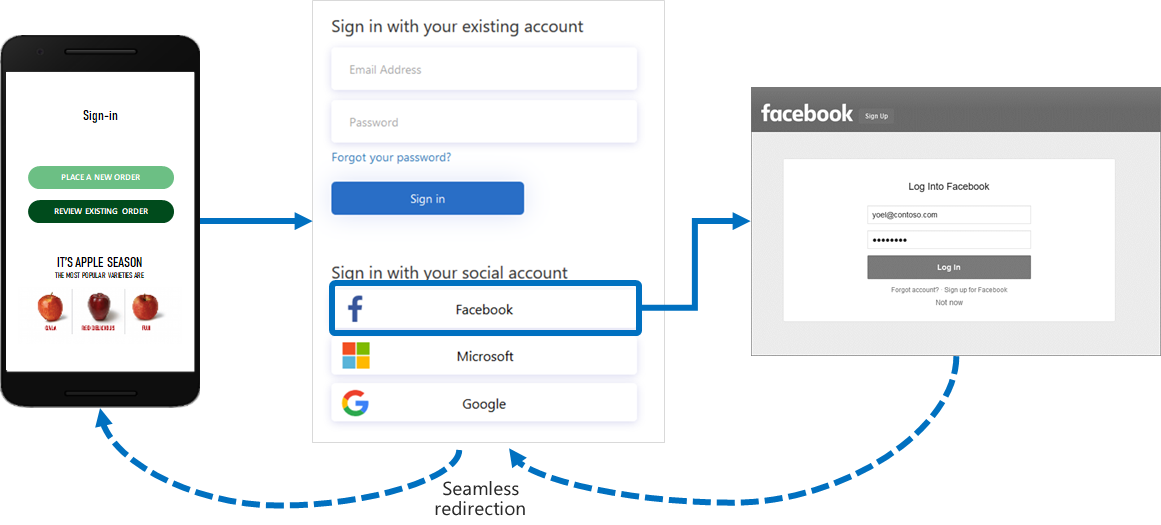 Sign-in
PLACE A NEW ORDER
REVIEW EXISTING ORDER
IT'S APPLE SEASON
THE MOST POPULAR VARIETIES ARE
GALA
RED DELICIOUS
FUJI
Sign in with your existing account
Email Address
Password
Forgot your password?
Sign in
Sign in with your social account
Facebook
Microsoft
Google
facebook Sign Up
Log Into Facebook
yoel@contoso.com
Log In
Forgot account? · Sign up for Facebook
Not now
Seamless
redirection